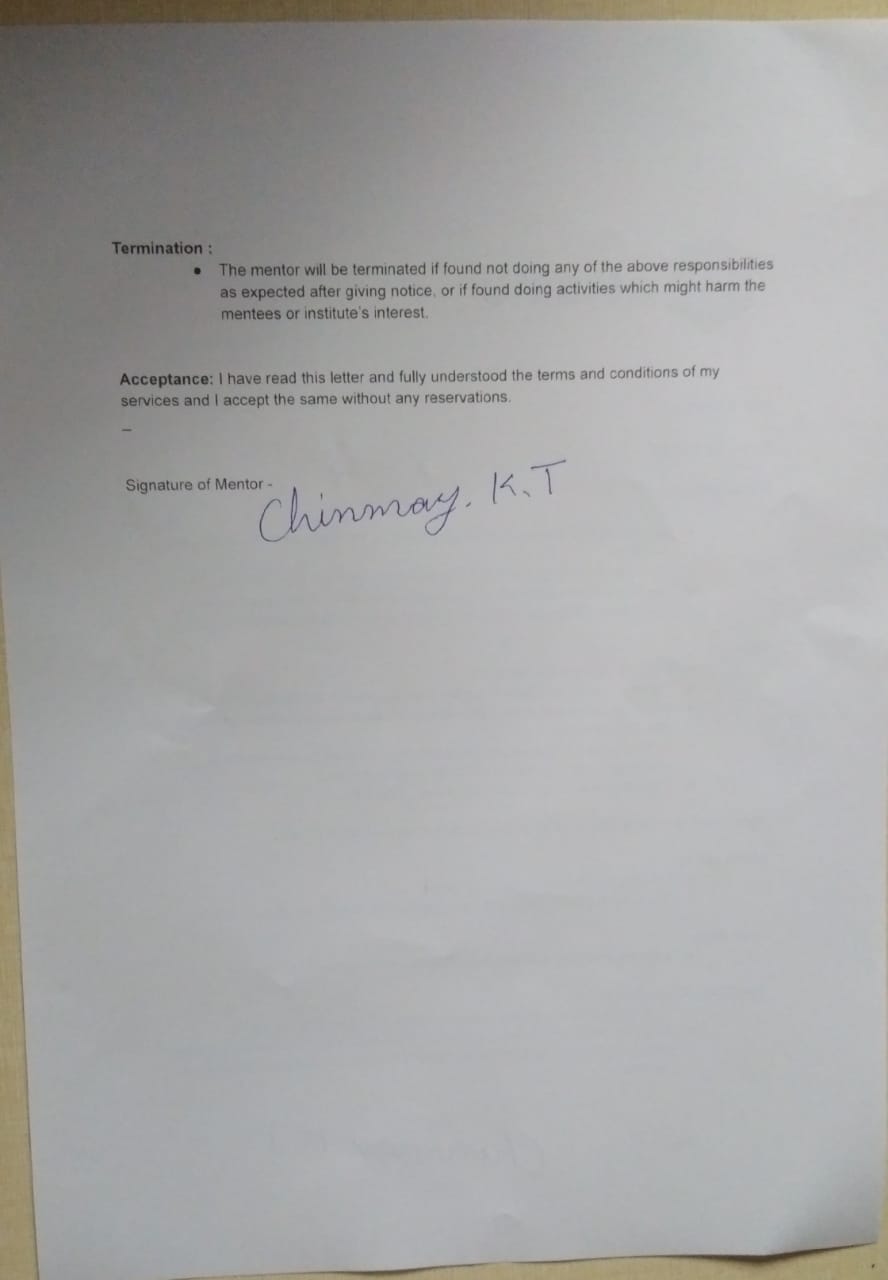 Termination :
• The mentor will be terminated if found not doing any of the above responsibilities
as expected after giving notice, or if found doing activities which might harm the
mentees or institute's interest.
Acceptance: I have read this letter and fully understood the terms and conditions of my
services and I accept the same without any reservations.
_
Signature of Mentor -
Chinmay. K.T